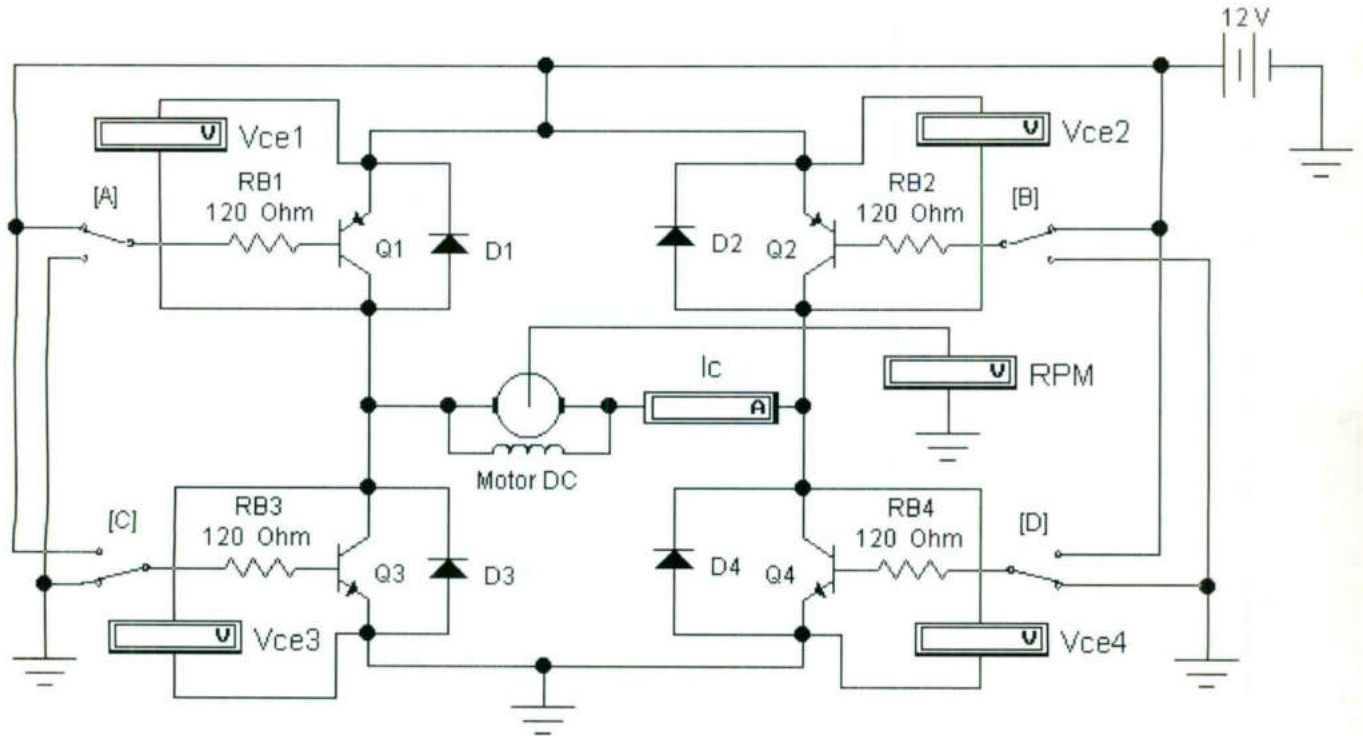 12 V
V
Vce1
V
Vce2
[A]
RB1
120 Ohm
Q1
D1
D2
RB2
120 Ohm
Q2
[B]
Ic
A
V
RPM
Motor DC
[C]
RB3
120 Ohm
Q3
D3
D4
RB4
120 Ohm
Q4
[D]
V
Vce3
V
Vce4